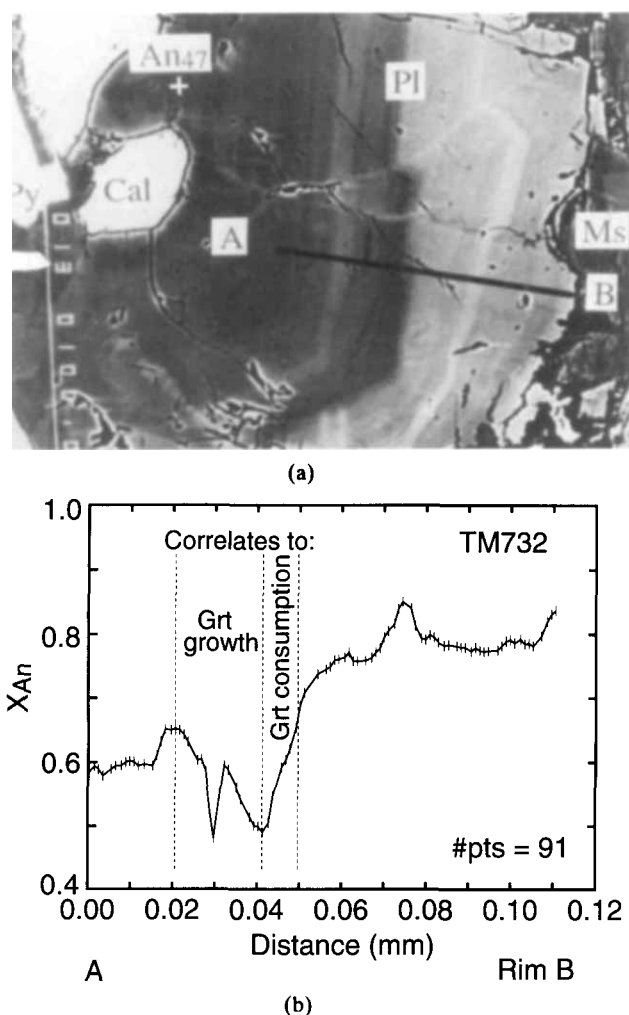 An47
Pl
Py
Cal
A
Ms
B
(a)
1.0
Correlates to:
TM732
Grt
growth
Grt consumption
0.8
XAn
0.6
#pts = 91
0.4
0.00 0.02 0.04 0.06 0.08 0.10 0.12
Distance (mm)
A
Rim B
(b)